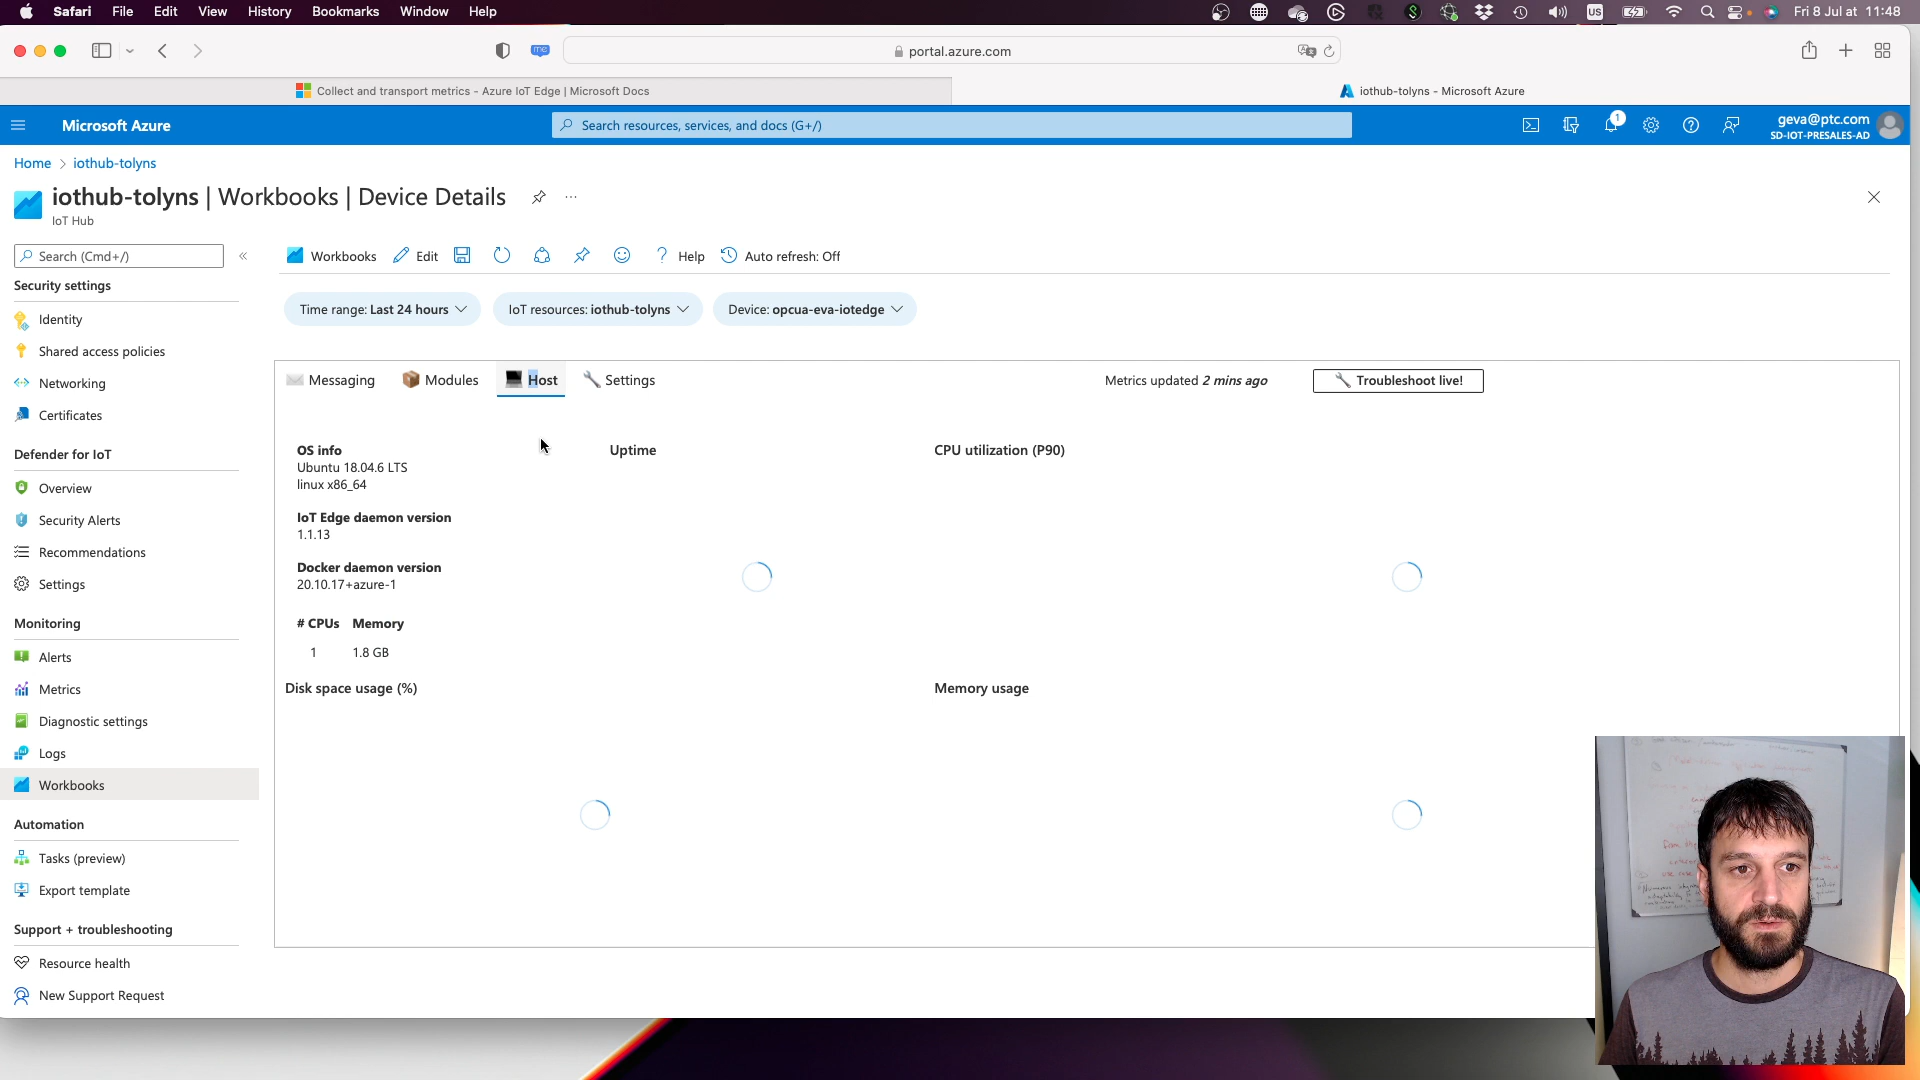 Safari File Edit View History Bookmarks Window Help
US
Fri 8 Jul at 11:48
portal.azure.com
Collect and transport metrics - Azure IoT Edge | Microsoft Docs
iothub-tolyns - Microsoft Azure
Microsoft Azure
Search resources, services, and docs (G+/)
1
geva@ptc.com
SD-IOT-PRESALES-AD
Home > iothub-tolyns
iothub-tolyns | Workbooks | Device Details
IoT Hub
Search (Cmd+/)
Workbooks Edit Help Auto refresh: Off
Time range: Last 24 hours
IoT resources: iothub-tolyns
Device: opcua-eva-iotedge
Security settings
Identity
Shared access policies
Networking
Certificates
Defender for IoT
Overview
Security Alerts
Recommendations
Settings
Monitoring
Alerts
Metrics
Diagnostic settings
Logs
Workbooks
Automation
Tasks (preview)
Export template
Support + troubleshooting
Resource health
New Support Request
Messaging Modules Host Settings
Metrics updated 2 mins ago
Troubleshoot live!
OS info
Ubuntu 18.04.6 LTS
linux x86_64
IoT Edge daemon version
1.1.13
Docker daemon version
20.10.17+azure-1
# CPUs Memory
1 1.8 GB
Uptime
CPU utilization (P90)
Disk space usage (%)
Memory usage